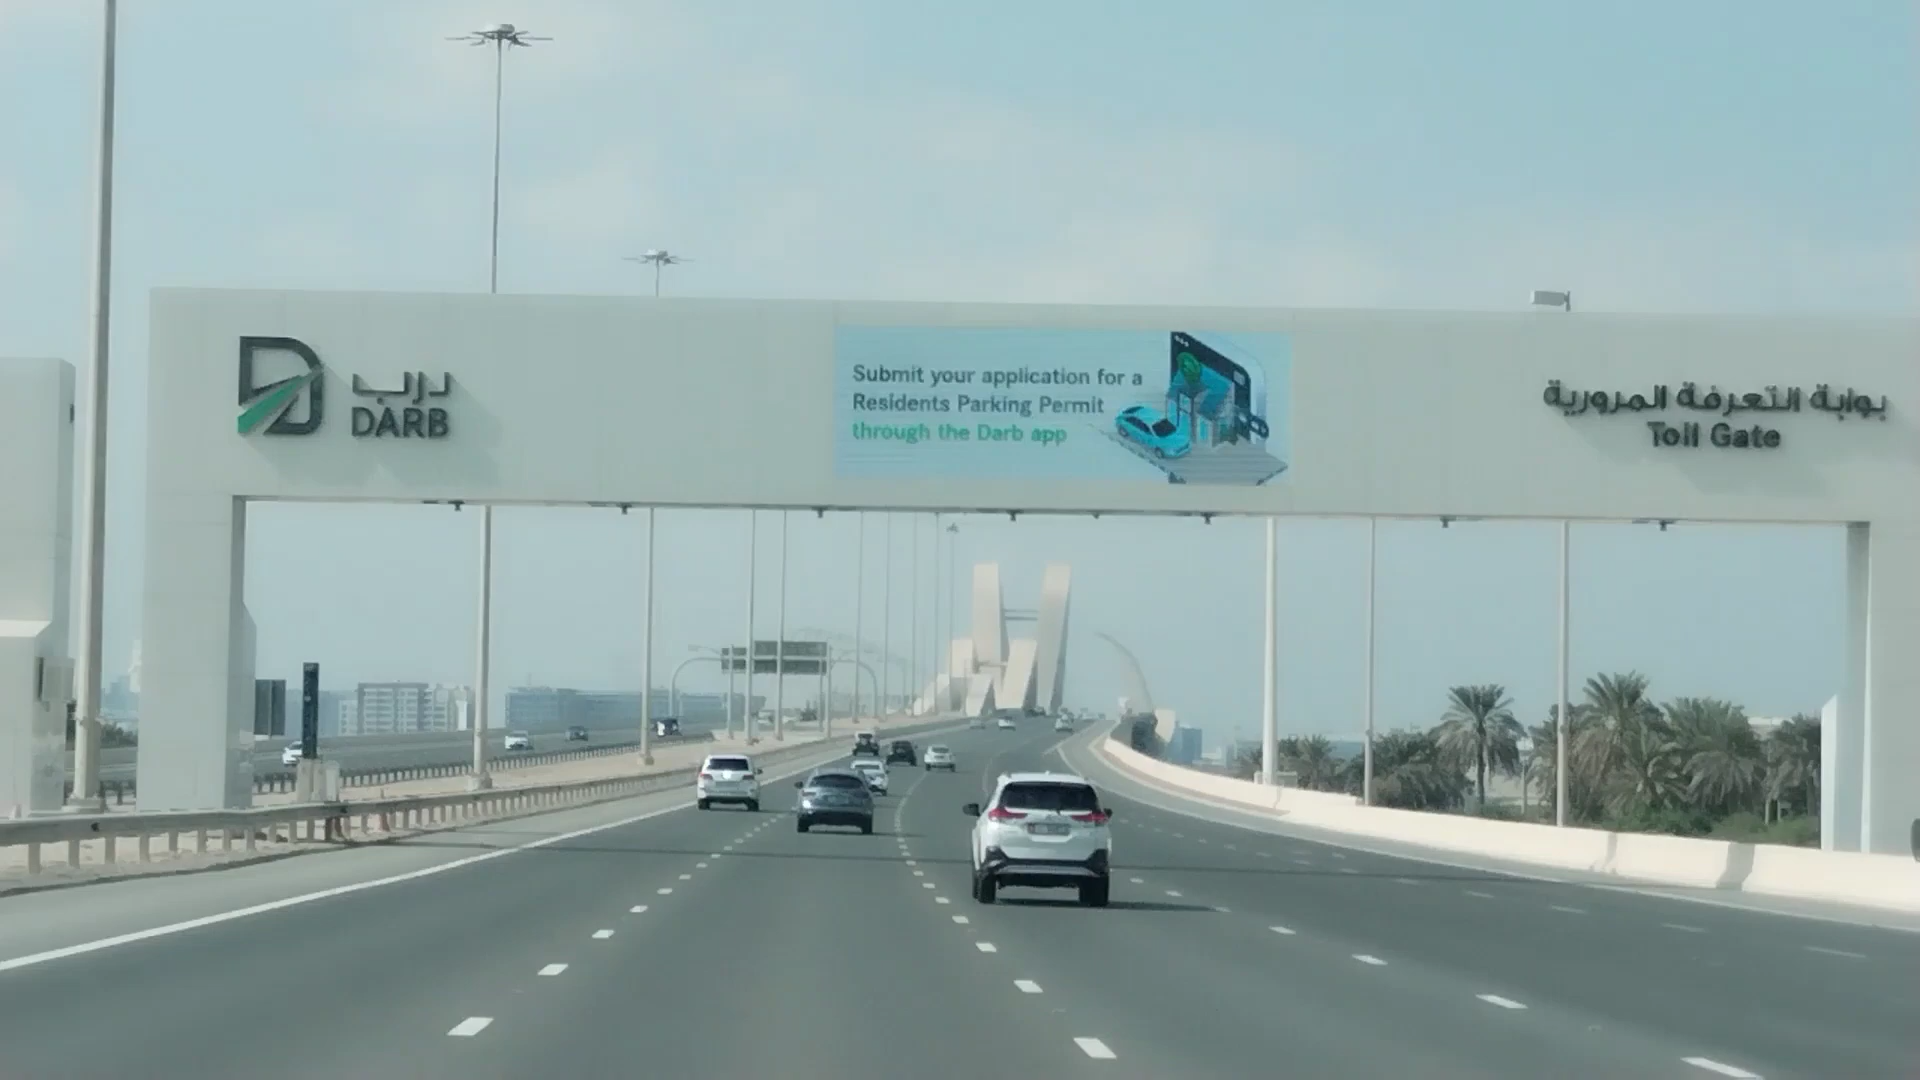 درب
DARB
Submit your application for a
Residents Parking Permit
through the Darb app
بوابة التعرفة المرورية
Toll Gate